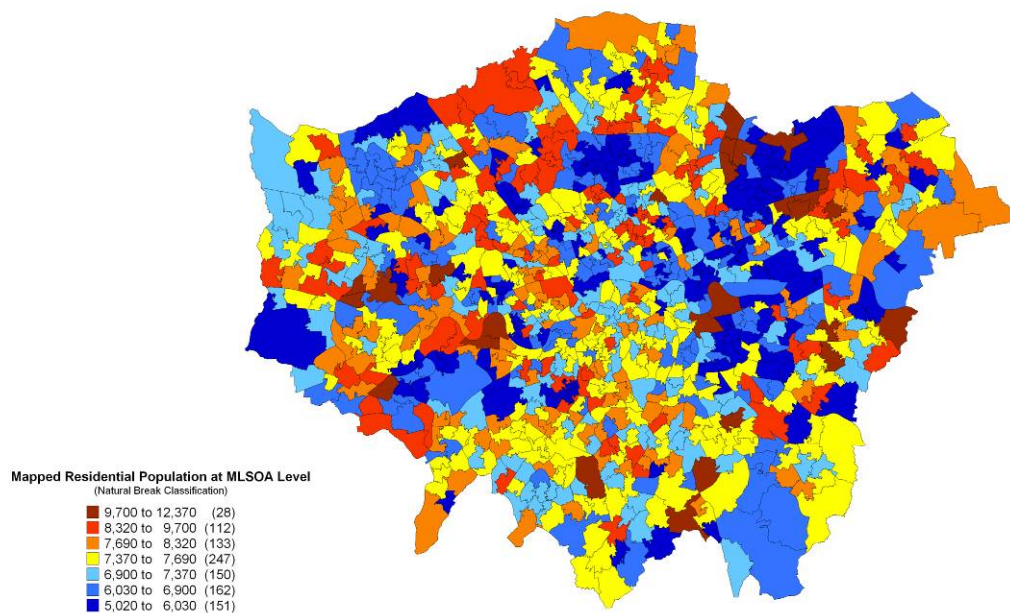 Mapped Residential Population at MLSOA Level
(Natural Break Classification)
9,700 to 12,370 (28)
8,320 to 9,700 (112)
7,690 to 8,320 (133)
7,370 to 7,690 (247)
6,900 to 7,370 (150)
6,030 to 6,900 (162)
5,020 to 6,030 (151)